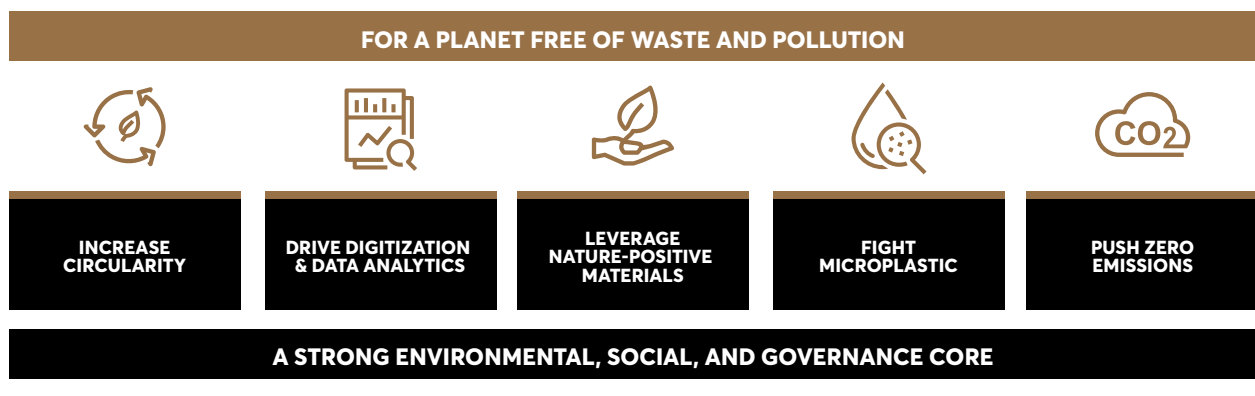 FOR A PLANET FREE OF WASTE AND POLLUTION
CO2
INCREASE
CIRCULARITY
DRIVE DIGITIZATION
& DATA ANALYTICS
LEVERAGE
NATURE-POSITIVE
MATERIALS
FIGHT
MICROPLASTIC
PUSH ZERO
EMISSIONS
A STRONG ENVIRONMENTAL, SOCIAL, AND GOVERNANCE CORE